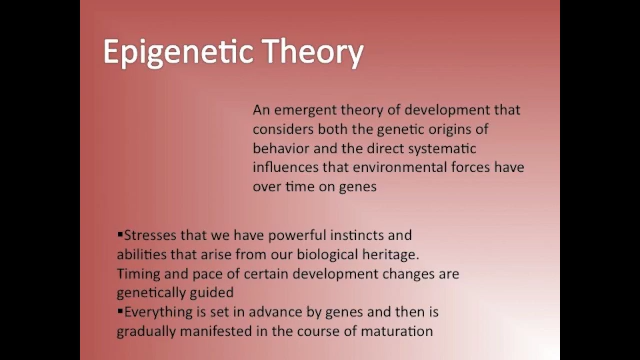 Epigenetic Theory
An emergent theory of development that
considers both the genetic origins of
behavior and the direct systematic
influences that environmental forces have
over time on genes
▪Stresses that we have powerful instincts and
abilities that arise from our biological heritage.
Timing and pace of certain development changes are
genetically guided
▪Everything is set in advance by genes and then is
gradually manifested in the course of maturation